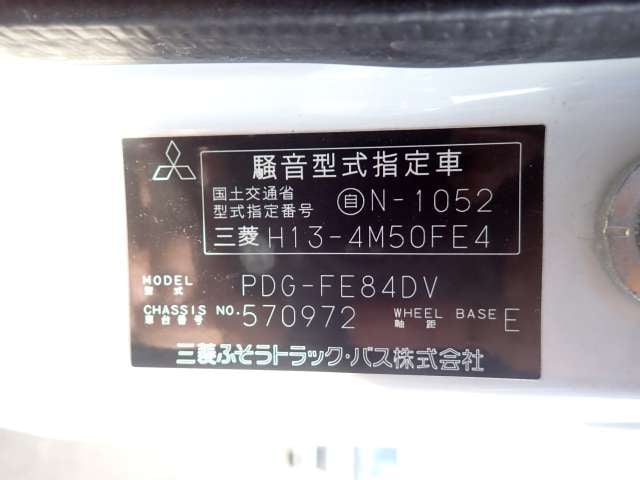 騒音型式指定車
国土交通省
型式指定番号 自N-1052
三菱 H13-4M50FE4
MODEL
型式 PDG-FE84DV
CHASSIS NO.
車台番号 570972 WHEEL BASE
軸距 E
三菱ふそうトラック・バス株式会社